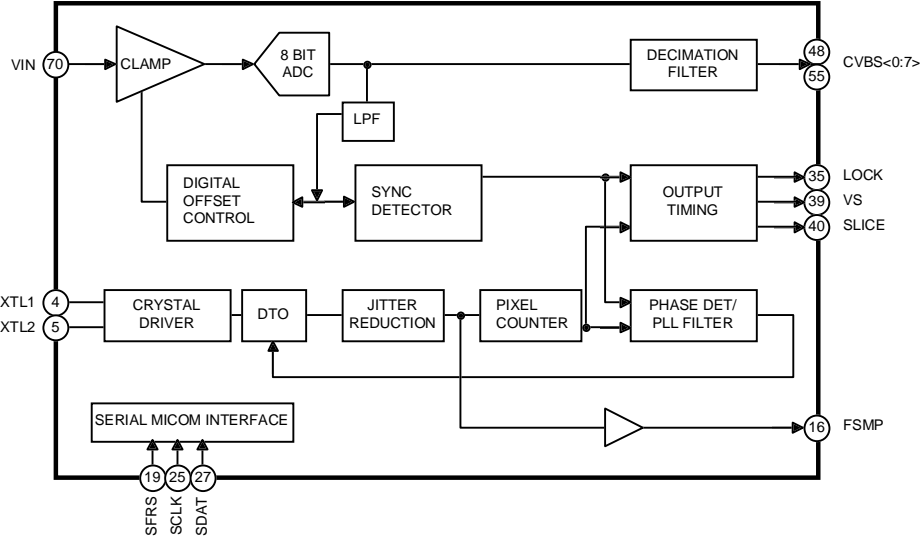 VIN
70
CLAMP
8 BIT
ADC
LPF
DECIMATION
FILTER
48
55
CVBS<0:7>
DIGITAL
OFFSET
CONTROL
SYNC
DETECTOR
OUTPUT
TIMING
35
LOCK
39
VS
40
SLICE
XTL1
4
XTL2
5
CRYSTAL
DRIVER
DTO
JITTER
REDUCTION
PIXEL
COUNTER
PHASE DET/
PLL FILTER
SERIAL MICOM INTERFACE
16
FSMP
19
25
27
SFRS
SCLK
SDAT